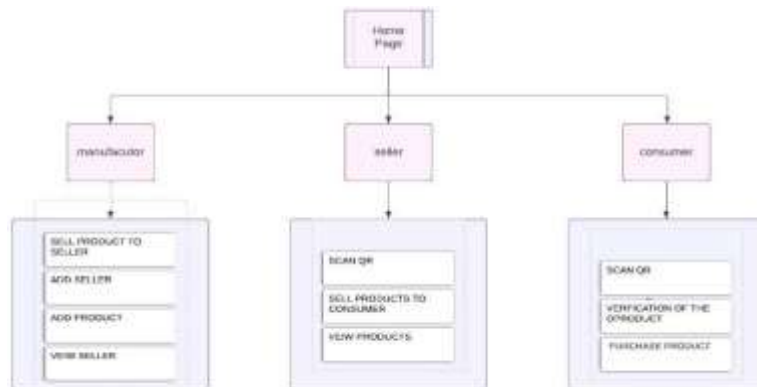 Home
Page
manufacutor
seller
consumer
SELL PRODUCT TO
SELLER
ADD SELLER
ADD PRODUCT
VEIW SELLER
SCAN QR
SELL PRODUCTS TO
CONSUMER
VEIW PRODUCTS
SCAN QR
VERFICATION OF THE
OPRODUCT
PURCHASE PRODUCT